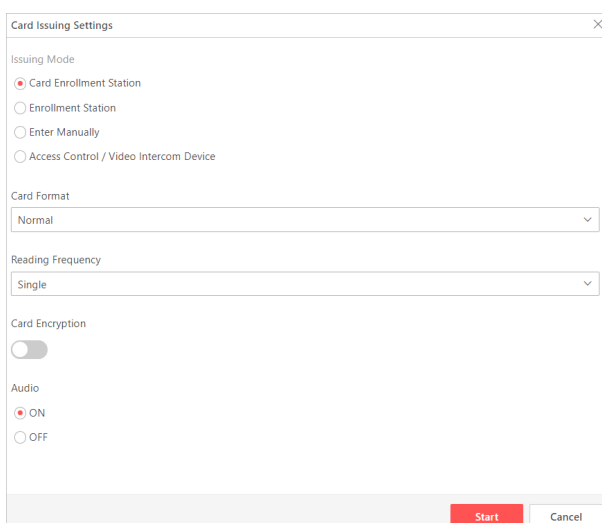 Card Issuing Settings
Issuing Mode
Card Enrollment Station
Enrollment Station
Enter Manually
Access Control / Video Intercom Device
Card Format
Normal
Reading Frequency
Single
Card Encryption
Audio
ON
OFF
Start Cancel